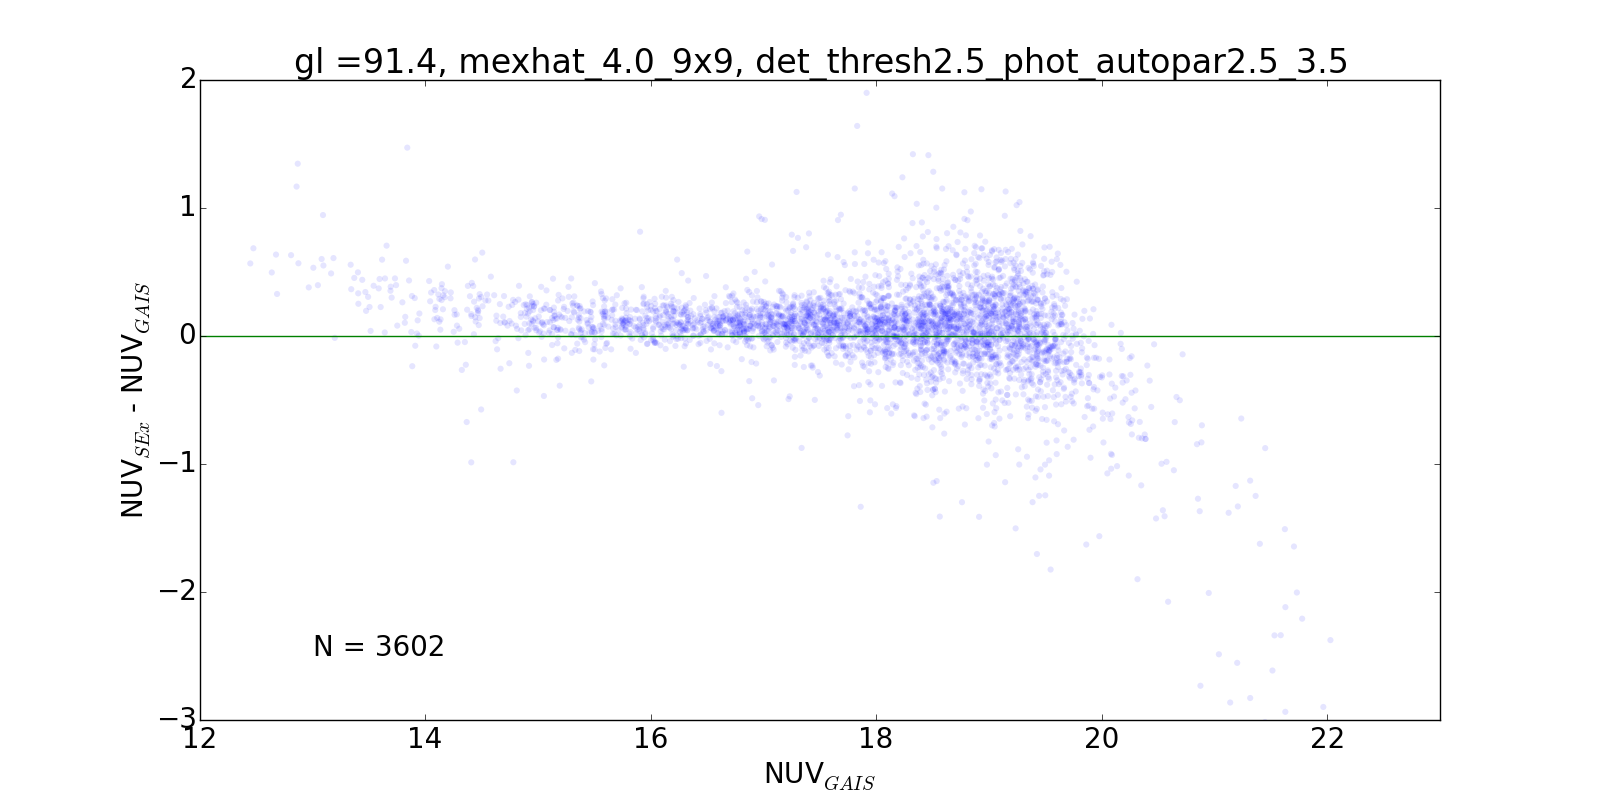 gl =91.4, mexhat_4.0_9x9, det_thresh2.5_phot_autopar2.5_3.5
2
1
0
−1
−2
−3
NUV_SEx - NUV_GAIS
N = 3602
12 14 16 18 20 22
NUV_GAIS